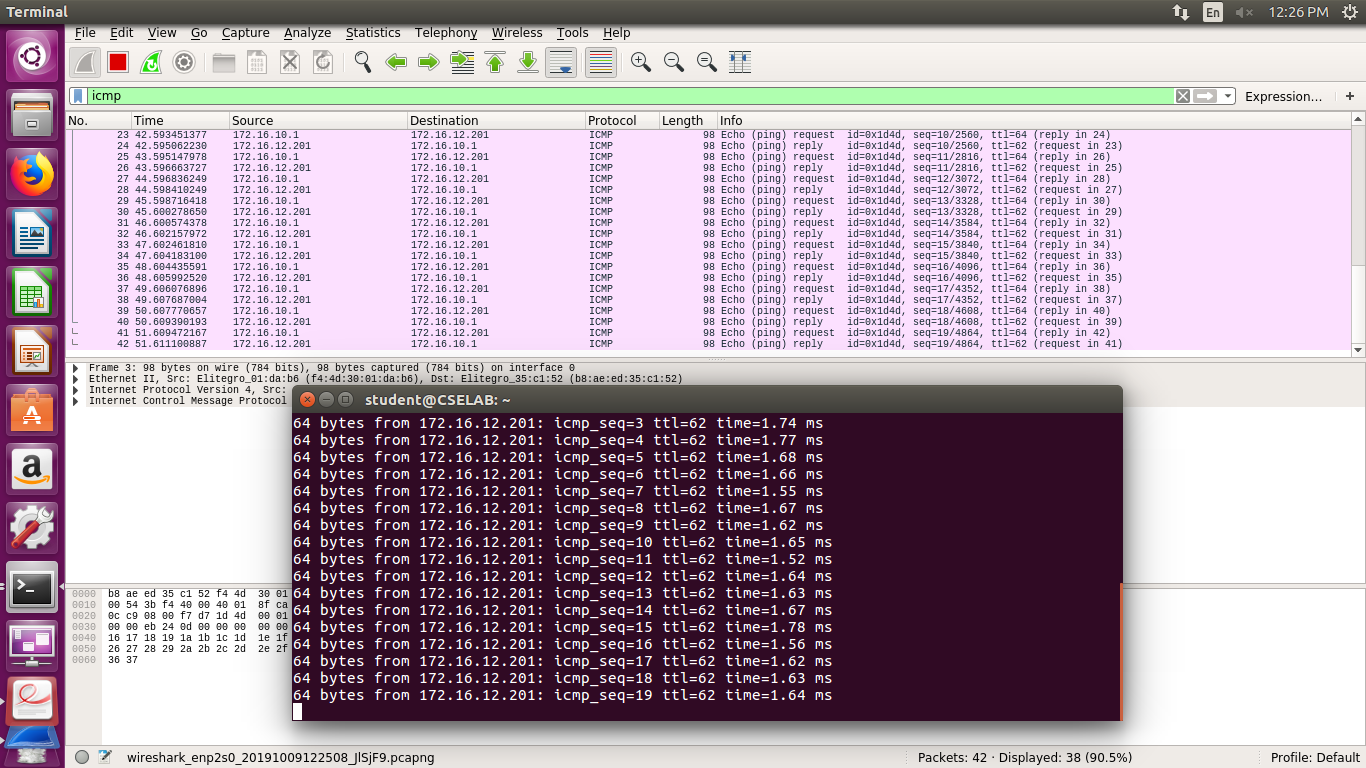 Terminal En 12:26 PM
File Edit View Go Capture Analyze Statistics Telephony Wireless Tools Help
icmp Expression… +
No. Time Source Destination Protocol Length Info
23 42.593451377 172.16.10.1 172.16.12.201 ICMP 98 Echo (ping) request id=0x1d4d, seq=10/2560, ttl=64 (reply in 24)
24 42.595062230 172.16.12.201 172.16.10.1 ICMP 98 Echo (ping) reply id=0x1d4d, seq=10/2560, ttl=62 (request in 23)
25 43.595147978 172.16.10.1 172.16.12.201 ICMP 98 Echo (ping) request id=0x1d4d, seq=11/2816, ttl=64 (reply in 26)
26 43.596663727 172.16.12.201 172.16.10.1 ICMP 98 Echo (ping) reply id=0x1d4d, seq=11/2816, ttl=62 (request in 25)
27 44.596836249 172.16.10.1 172.16.12.201 ICMP 98 Echo (ping) request id=0x1d4d, seq=12/3072, ttl=64 (reply in 28)
28 44.598410249 172.16.12.201 172.16.10.1 ICMP 98 Echo (ping) reply id=0x1d4d, seq=12/3072, ttl=62 (request in 27)
29 45.598716418 172.16.10.1 172.16.12.201 ICMP 98 Echo (ping) request id=0x1d4d, seq=13/3328, ttl=64 (reply in 30)
30 45.600278650 172.16.12.201 172.16.10.1 ICMP 98 Echo (ping) reply id=0x1d4d, seq=13/3328, ttl=62 (request in 29)
31 46.600574378 172.16.10.1 172.16.12.201 ICMP 98 Echo (ping) request id=0x1d4d, seq=14/3584, ttl=64 (reply in 32)
32 46.602157972 172.16.12.201 172.16.10.1 ICMP 98 Echo (ping) reply id=0x1d4d, seq=14/3584, ttl=62 (request in 31)
33 47.602461810 172.16.10.1 172.16.12.201 ICMP 98 Echo (ping) request id=0x1d4d, seq=15/3840, ttl=64 (reply in 34)
34 47.604183100 172.16.12.201 172.16.10.1 ICMP 98 Echo (ping) reply id=0x1d4d, seq=15/3840, ttl=62 (request in 33)
35 48.604435591 172.16.10.1 172.16.12.201 ICMP 98 Echo (ping) request id=0x1d4d, seq=16/4096, ttl=64 (reply in 36)
36 48.605992520 172.16.12.201 172.16.10.1 ICMP 98 Echo (ping) reply id=0x1d4d, seq=16/4096, ttl=62 (request in 35)
37 49.606076896 172.16.10.1 172.16.12.201 ICMP 98 Echo (ping) request id=0x1d4d, seq=17/4352, ttl=64 (reply in 38)
38 49.607687004 172.16.12.201 172.16.10.1 ICMP 98 Echo (ping) reply id=0x1d4d, seq=17/4352, ttl=62 (request in 37)
39 50.607770657 172.16.10.1 172.16.12.201 ICMP 98 Echo (ping) request id=0x1d4d, seq=18/4608, ttl=64 (reply in 40)
40 50.609390193 172.16.12.201 172.16.10.1 ICMP 98 Echo (ping) reply id=0x1d4d, seq=18/4608, ttl=62 (request in 39)
41 51.609472167 172.16.10.1 172.16.12.201 ICMP 98 Echo (ping) request id=0x1d4d, seq=19/4864, ttl=64 (reply in 42)
42 51.611100887 172.16.12.201 172.16.10.1 ICMP 98 Echo (ping) reply id=0x1d4d, seq=19/4864, ttl=62 (request in 41)
Frame 3: 98 bytes on wire (784 bits), 98 bytes captured (784 bits) on interface 0
Ethernet II, Src: Elitegro_01:da:b6 (f4:4d:30:01:da:b6), Dst: Elitegro_35:c1:52 (b8:ae:ed:35:c1:52)
Internet Protocol Version 4, Src:
Internet Control Message Protocol
student@CSELAB: ~
64 bytes from 172.16.12.201: icmp_seq=3 ttl=62 time=1.74 ms
64 bytes from 172.16.12.201: icmp_seq=4 ttl=62 time=1.77 ms
64 bytes from 172.16.12.201: icmp_seq=5 ttl=62 time=1.68 ms
64 bytes from 172.16.12.201: icmp_seq=6 ttl=62 time=1.66 ms
64 bytes from 172.16.12.201: icmp_seq=7 ttl=62 time=1.55 ms
64 bytes from 172.16.12.201: icmp_seq=8 ttl=62 time=1.67 ms
64 bytes from 172.16.12.201: icmp_seq=9 ttl=62 time=1.62 ms
64 bytes from 172.16.12.201: icmp_seq=10 ttl=62 time=1.65 ms
64 bytes from 172.16.12.201: icmp_seq=11 ttl=62 time=1.52 ms
64 bytes from 172.16.12.201: icmp_seq=12 ttl=62 time=1.64 ms
64 bytes from 172.16.12.201: icmp_seq=13 ttl=62 time=1.63 ms
64 bytes from 172.16.12.201: icmp_seq=14 ttl=62 time=1.67 ms
64 bytes from 172.16.12.201: icmp_seq=15 ttl=62 time=1.78 ms
64 bytes from 172.16.12.201: icmp_seq=16 ttl=62 time=1.56 ms
64 bytes from 172.16.12.201: icmp_seq=17 ttl=62 time=1.62 ms
64 bytes from 172.16.12.201: icmp_seq=18 ttl=62 time=1.63 ms
64 bytes from 172.16.12.201: icmp_seq=19 ttl=62 time=1.64 ms
0000 b8 ae ed 35 c1 52 f4 4d 30 01
0010 00 54 3b f4 40 00 40 01 8f ca
0020 0c c9 08 00 f7 d7 1d 4d 00 01
0030 00 00 eb 24 0d 00 00 00 00 00
0040 16 17 18 19 1a 1b 1c 1d 1e 1f
0050 26 27 28 29 2a 2b 2c 2d 2e 2f
0060 36 37
wireshark_enp2s0_20191009122508_JlSjF9.pcapng Packets: 42 · Displayed: 38 (90.5%) Profile: Default